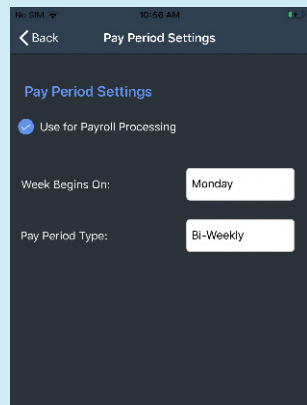 No SIM 10:56 AM
Back Pay Period Settings
Pay Period Settings
Use for Payroll Processing
Week Begins On: Monday
Pay Period Type: Bi-Weekly